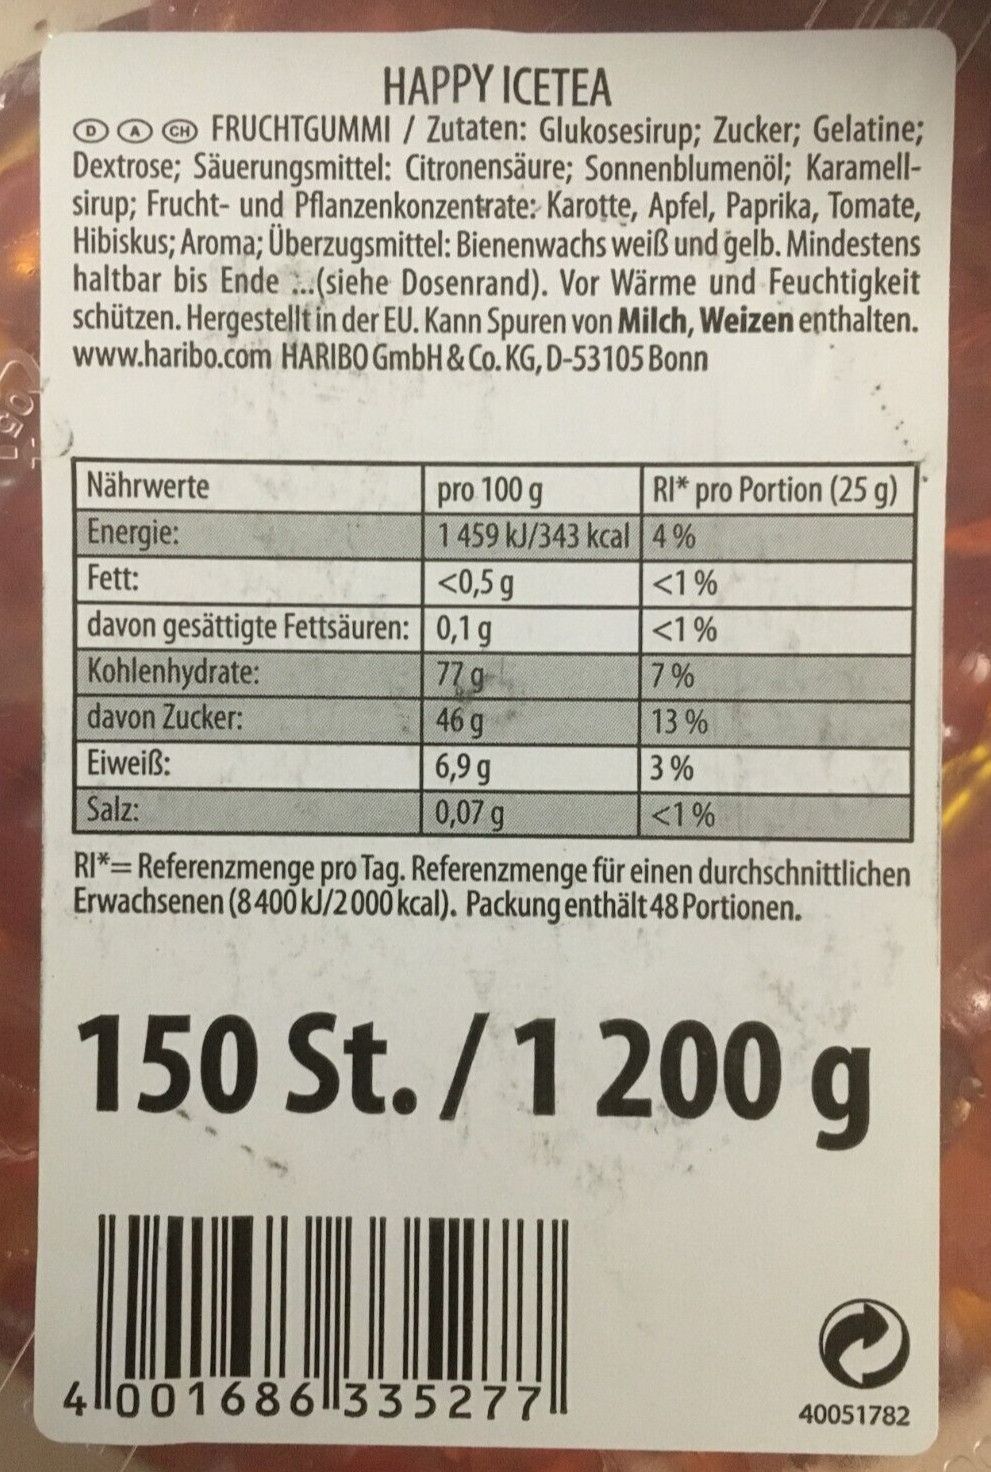 HAPPY ICETEA
D A CH FRUCHTGUMMI / Zutaten: Glukosesirup; Zucker; Gelatine;
Dextrose; Säuerungsmittel: Citronensäure; Sonnenblumenöl; Karamell-
sirup; Frucht- und Pflanzenkonzentrate: Karotte, Apfel, Paprika, Tomate,
Hibiskus; Aroma; Überzugsmittel: Bienenwachs weiß und gelb. Mindestens
haltbar bis Ende ...(siehe Dosenrand). Vor Wärme und Feuchtigkeit
schützen. Hergestellt in der EU. Kann Spuren von Milch, Weizen enthalten.
www.haribo.com HARIBO GmbH & Co. KG, D-53105 Bonn
Nährwerte pro 100 g RI* pro Portion (25 g)
Energie: 1 459 kJ/343 kcal 4 %
Fett: <0,5 g <1 %
davon gesättigte Fettsäuren: 0,1 g <1 %
Kohlenhydrate: 77 g 7 %
davon Zucker: 46 g 13 %
Eiweiß: 6,9 g 3 %
Salz: 0,07 g <1 %
RI*= Referenzmenge pro Tag. Referenzmenge für einen durchschnittlichen
Erwachsenen (8 400 kJ/2 000 kcal). Packung enthält 48 Portionen.
150 St. / 1 200 g
4 001686 335277
40051782